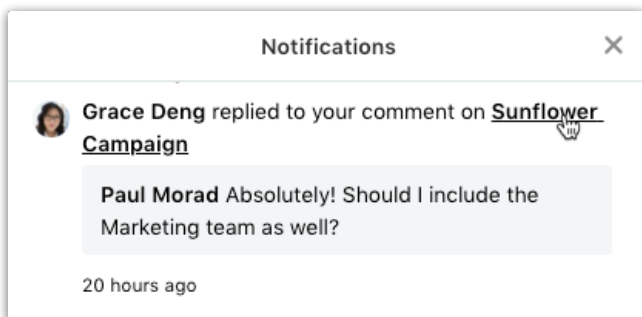 Notifications
Grace Deng replied to your comment on Sunflower
Campaign
Paul Morad Absolutely! Should I include the
Marketing team as well?
20 hours ago